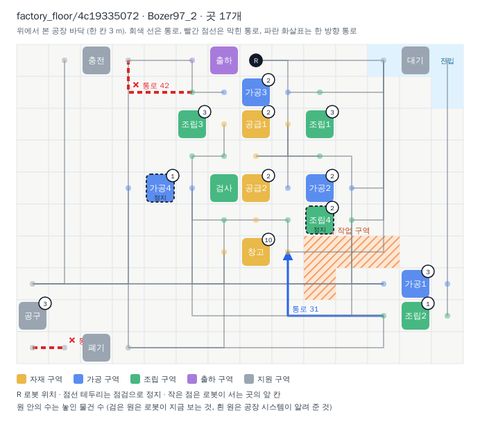 factory_floor/4c19335072 · Bozer97_2 · 곳 17개
위에서 본 공장 바닥 (한 칸 3 m). 회색 선은 통로, 빨간 점선은 막힌 통로, 파란 화살표는 한 방향 통로
충전
출하
R
대기
✕ 통로 42
가공3
2
조립3
3
공급1
2
조립1
3
가공4
1
정지
검사
공급2
2
가공2
2
조립4
2
정지
작업 구역
창고
10
가공1
3
공구
3
통로 31
조립2
1
✕
폐기
자재 구역
가공 구역
조립 구역
출하 구역
지원 구역
R 로봇 위치 · 점선 테두리는 점검으로 정지 · 작은 점은 로봇이 서는 곳의 앞 칸
원 안의 수는 놓인 물건 수 (검은 원은 로봇이 지금 보는 것, 흰 원은 공장 시스템이 알려 준 것)